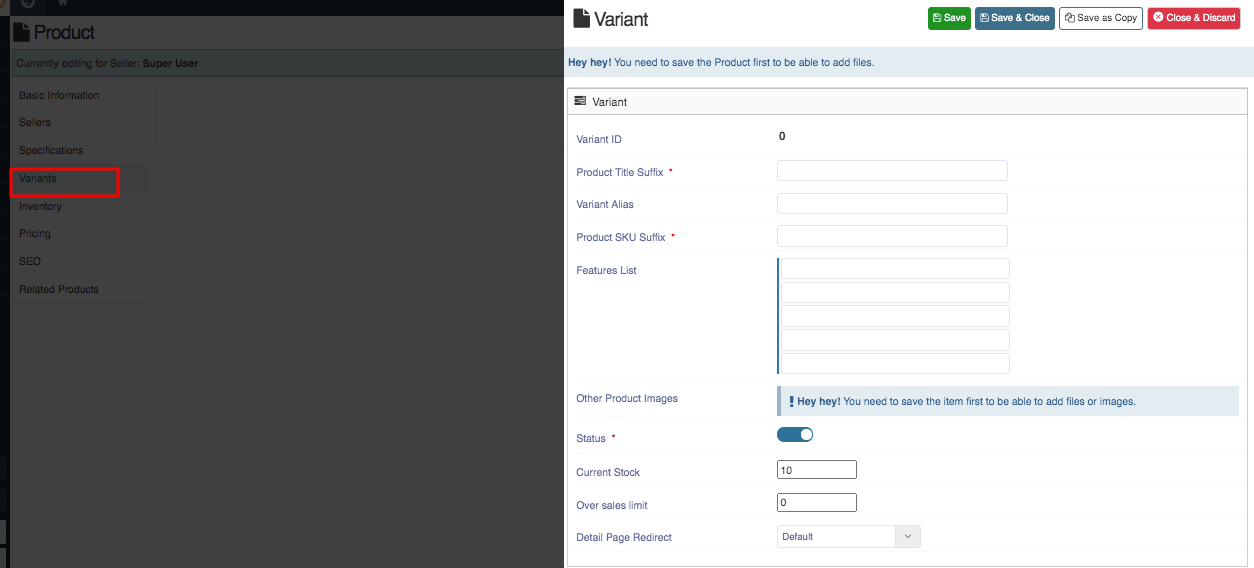 Product
Currently editing for Seller: Super User
Basic Information
Sellers
Specifications
Variants
Inventory
Pricing
SEO
Related Products
Variant
Save
Save & Close
Save as Copy
Close & Discard
Hey hey! You need to save the Product first to be able to add files.
Variant
Variant ID
0
Product Title Suffix *
Variant Alias
Product SKU Suffix *
Features List
Other Product Images
! Hey hey! You need to save the item first to be able to add files or images.
Status *
Current Stock
10
Over sales limit
0
Detail Page Redirect
Default